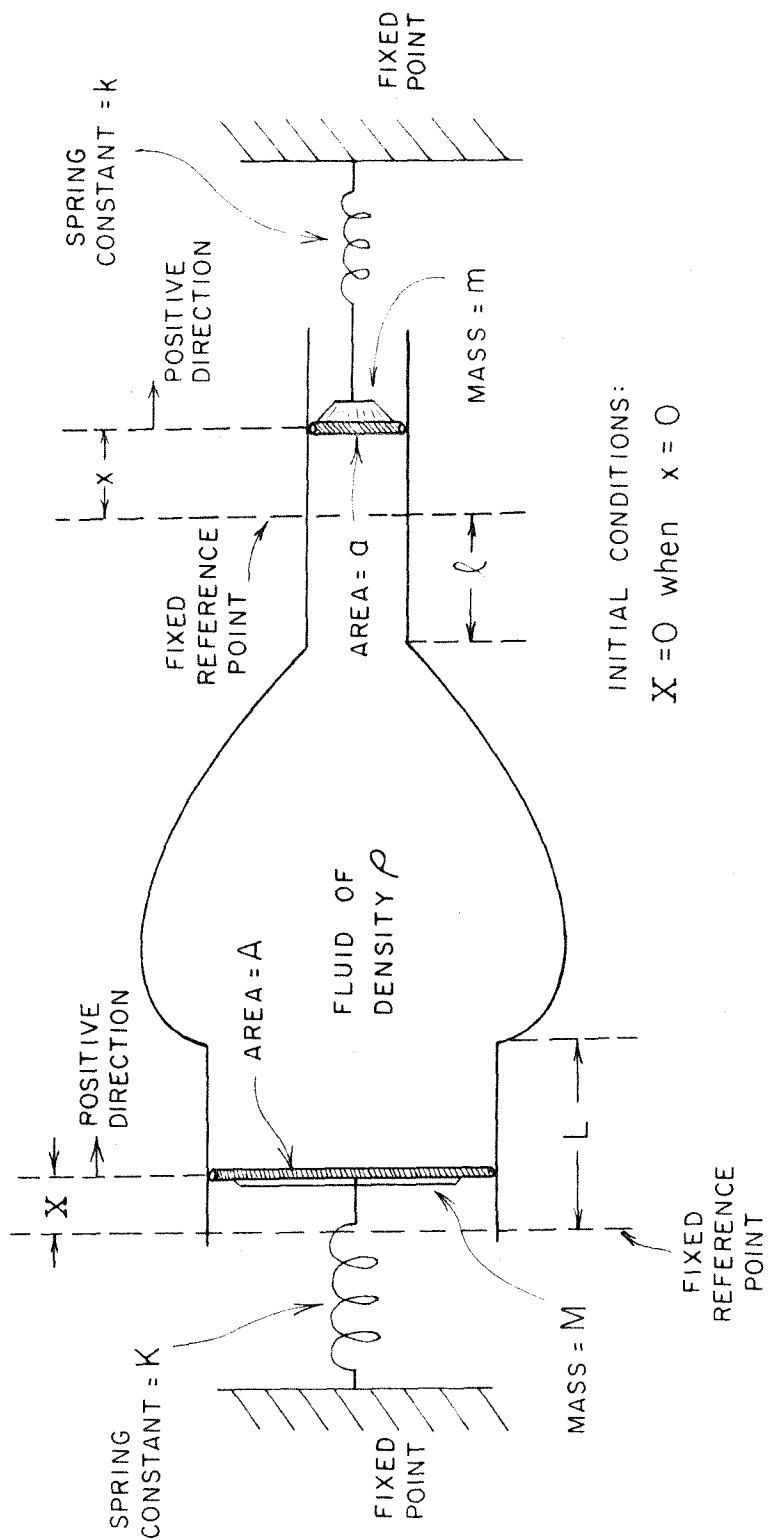 SPRING
CONSTANT = K
FIXED
POINT
MASS = M
X
POSITIVE
DIRECTION
AREA = A
L
FIXED
REFERENCE
POINT
FLUID OF
DENSITY ρ
FIXED
REFERENCE
POINT
x
POSITIVE
DIRECTION
AREA = a
ℓ
MASS = m
SPRING
CONSTANT = k
FIXED
POINT
INITIAL CONDITIONS:
X = 0 when x = 0